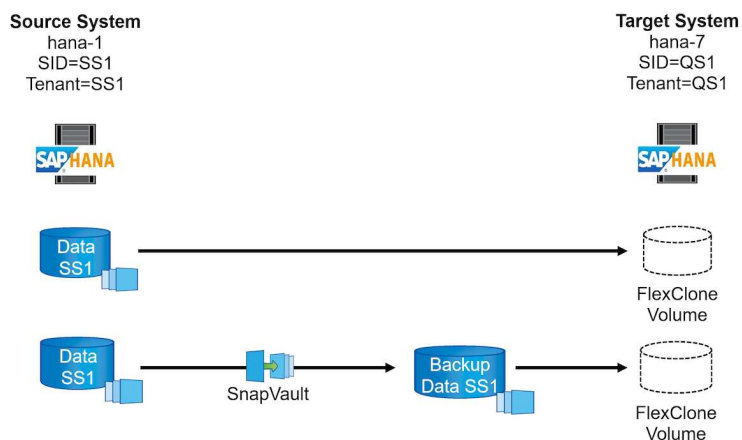 Source System
hana-1
SID=SS1
Tenant=SS1
Target System
hana-7
SID=QS1
Tenant=QS1
SAP HANA
SAP HANA
Data
SS1
FlexClone
Volume
Data
SS1
SnapVault
Backup
Data SS1
FlexClone
Volume